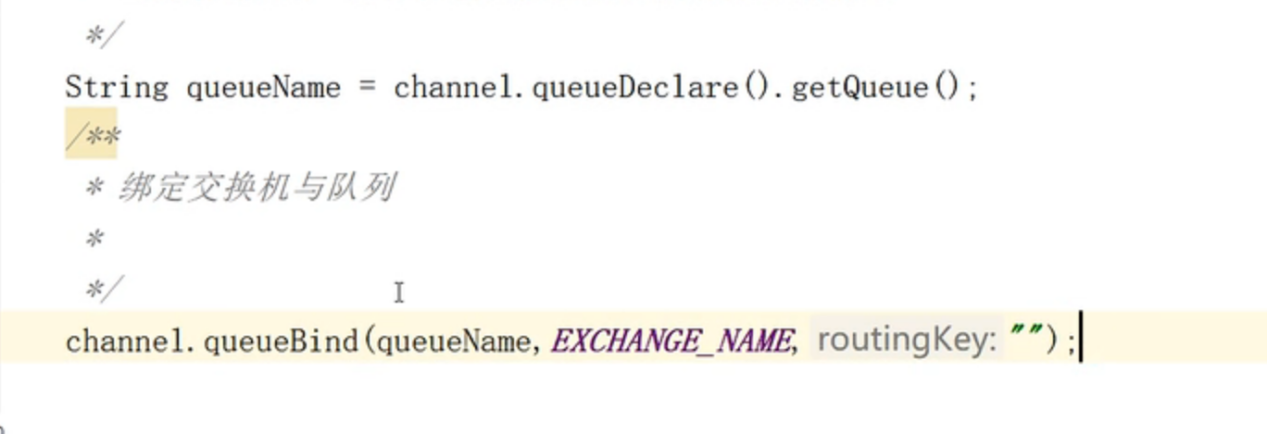 */
String queueName = channel.queueDeclare().getQueue();
/**
* 绑定交换机与队列
*
*/
channel.queueBind(queueName,EXCHANGE_NAME, routingKey: "");